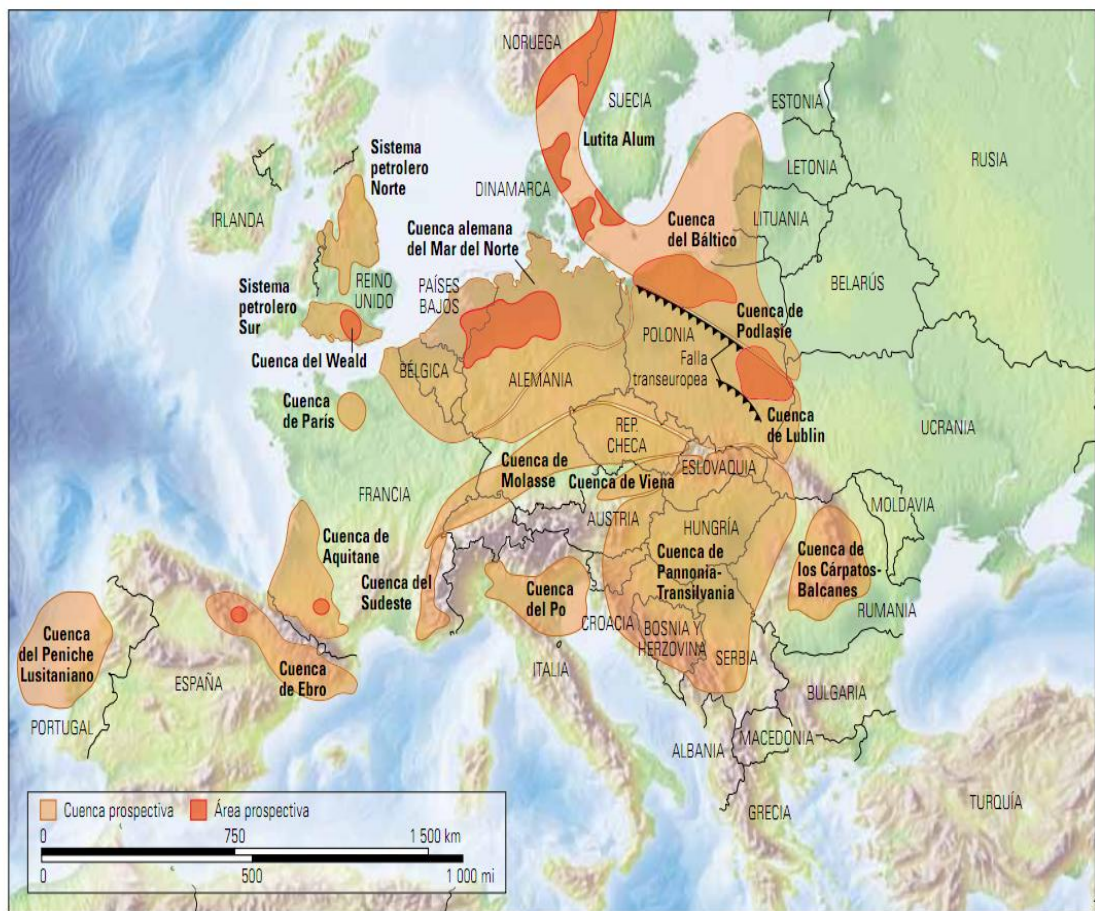 NORUEGA
SUECIA
ESTONIA
Lutita Alum
LETONIA
RUSIA
Sistema
petrolero
Norte
DINAMARCA
LITUANIA
IRLANDA
Cuenca alemana
del Mar del Norte
Cuenca
del Báltico
REINO
UNIDO
PAÍSES
BAJOS
BELARÚS
Sistema
petrolero
Sur
Cuenca de
Podlasie
POLONIA
Cuenca del Weald
BÉLGICA
Falla
transeuropea
ALEMANIA
Cuenca
de París
Cuenca
de Lublin
UCRANIA
REP.
CHECA
Cuenca de
Molasse
ESLOVAQUIA
Cuenca de Viena
FRANCIA
MOLDAVIA
AUSTRIA
HUNGRÍA
Cuenca de
Aquitane
Cuenca de
Pannonia-
Transilvania
Cuenca de
los Cárpatos-
Balcanes
Cuenca del
Sudeste
Cuenca
del Po
CROACIA
RUMANIA
Cuenca
del Peniche
Lusitaniano
BOSNIA Y
HERZOVINA
SERBIA
ITALIA
Cuenca
de Ebro
ESPAÑA
BULGARIA
PORTUGAL
ALBANIA
MACEDONIA
GRECIA
TURQUÍA
Cuenca prospectiva
Área prospectiva
0 750 1 500 km
0 500 1 000 mi